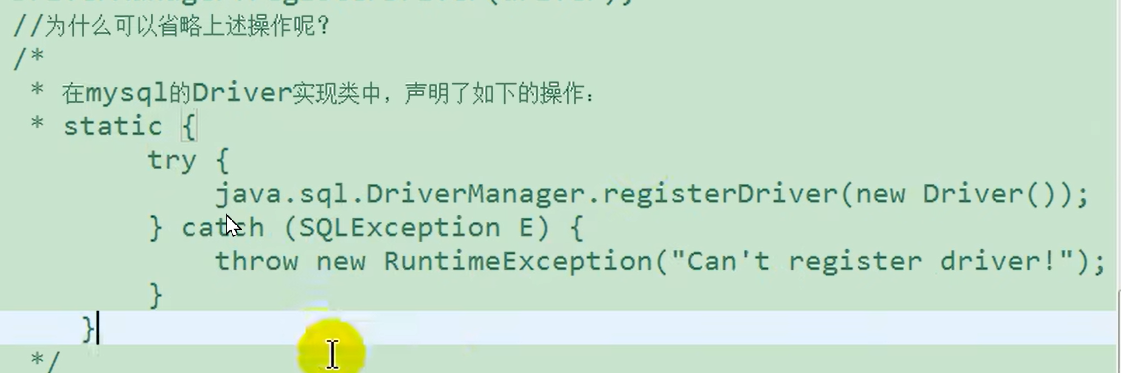 //为什么可以省略上述操作呢?
/*
* 在mysql的Driver实现类中，声明了如下的操作：
* static {
try {
java.sql.DriverManager.registerDriver(new Driver());
} catch (SQLException E) {
throw new RuntimeException("Can't register driver!");
}
}
*/